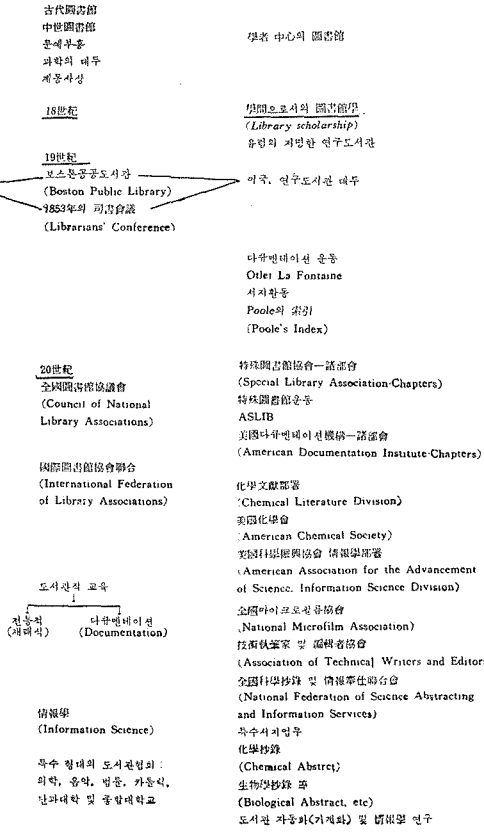 古代圖書館
中世圖書館
문예부흥
과학의 대두
계몽사상
學者 中心의 圖書館
18世紀
學問으로서의 圖書館學
(Library scholarship)
유럽의 저명한 연구도서관
19世紀
보스톤공공도서관
(Boston Public Library)
1853年의 司書會議
(Librarians' Conference)
미국, 연구도서관 대두
다큐멘테이션 운동
Otlet La Fontaine
서지활동
Poole의 索引
(Poole's Index)
20世紀
全國圖書館協議會
(Council of National
Library Associations)
國際圖書館協會聯合
(International Federation
of Library Associations)
도서관적 교육
전통적
(재래식)
다큐멘테이션
(Documentation)
情報學
(Information Science)
특수 형태의 도서관협회 :
의학, 음악, 법률, 카톨릭,
단과대학 및 종합대학교
特殊圖書館協會—諸部會
(Special Library Association-Chapters)
特殊圖書館운동
ASLIB
美國다큐멘테이션機構—諸部會
(American Documentation Institute-Chapters)
化學文獻部署
(Chemical Literature Division)
美國化學會
(American Chemical Society)
美國科學振興協會 情報學部署
(American Association for the Advancement
of Science. Information Science Division)
全國마이크로필름協會
(National Microfilm Association)
技術執筆家 및 編輯者協會
(Association of Technical Writers and Editors
全國科學抄錄 및 情報奉仕聯合會
(National Federation of Science Abstracting
and Information Services)
특수서지업무
化學抄錄
(Chemical Abstrct)
生物學抄錄 等
(Biological Abstract, etc)
도서관 자동화(기계화) 및 情報學 연구